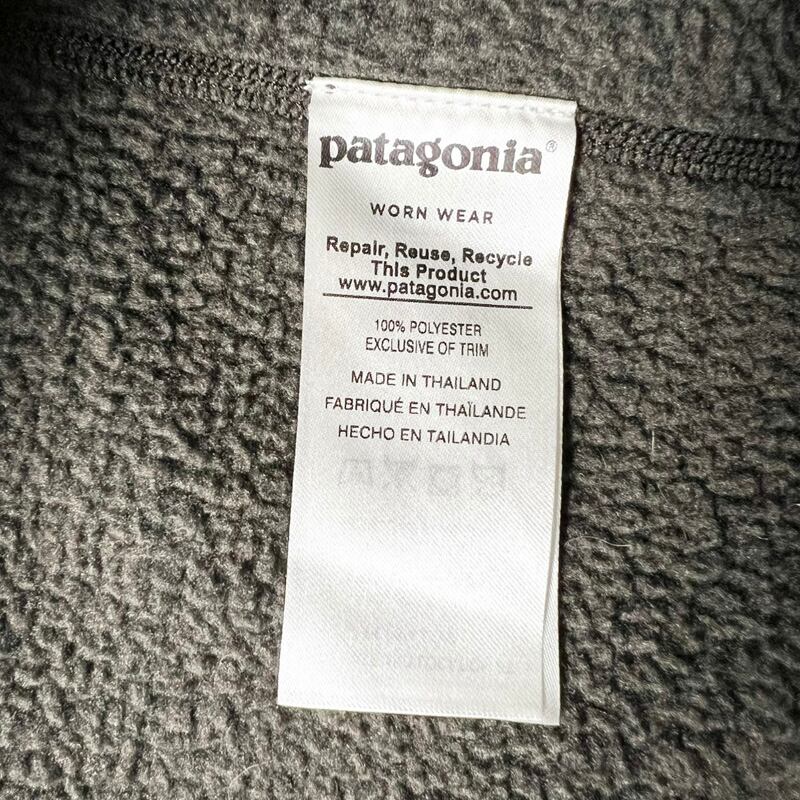 patagonia®
WORN WEAR
Repair, Reuse, Recycle
This Product
www.patagonia.com
100% POLYESTER
EXCLUSIVE OF TRIM
MADE IN THAILAND
FABRIQUÉ EN THAÏLANDE
HECHO EN TAILANDIA